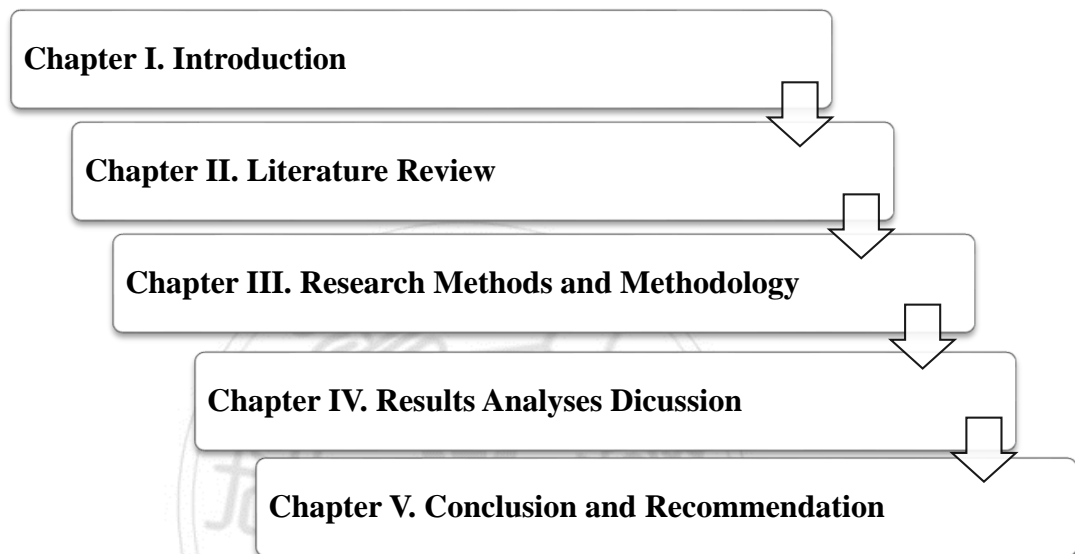 Chapter I. Introduction
Chapter II. Literature Review
Chapter III. Research Methods and Methodology
Chapter IV. Results Analyses Dicussion
Chapter V. Conclusion and Recommendation